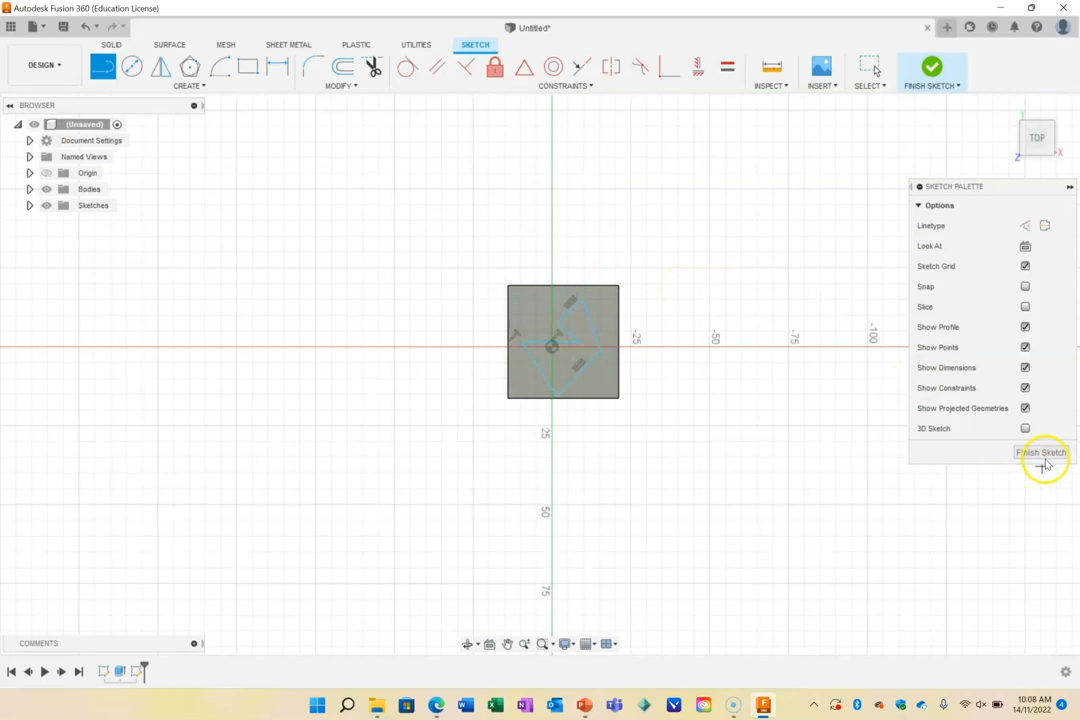 Autodesk Fusion 360 (Education License)
Untitled*
SOLID SURFACE MESH SHEET METAL PLASTIC UTILITIES SKETCH
DESIGN
CREATE MODIFY CONSTRAINTS INSPECT INSERT SELECT FINISH SKETCH
BROWSER
(Unsaved)
Document Settings
Named Views
Origin
Bodies
Sketches
TOP
Y
X
Z
SKETCH PALETTE
Options
Linetype
Look At
Sketch Grid
Snap
Slice
Show Profile
Show Points
Show Dimensions
Show Constraints
Show Projected Geometries
3D Sketch
Finish Sketch
-25
-50
-75
-100
25
50
75
COMMENTS
10:08 AM
14/11/2022
4